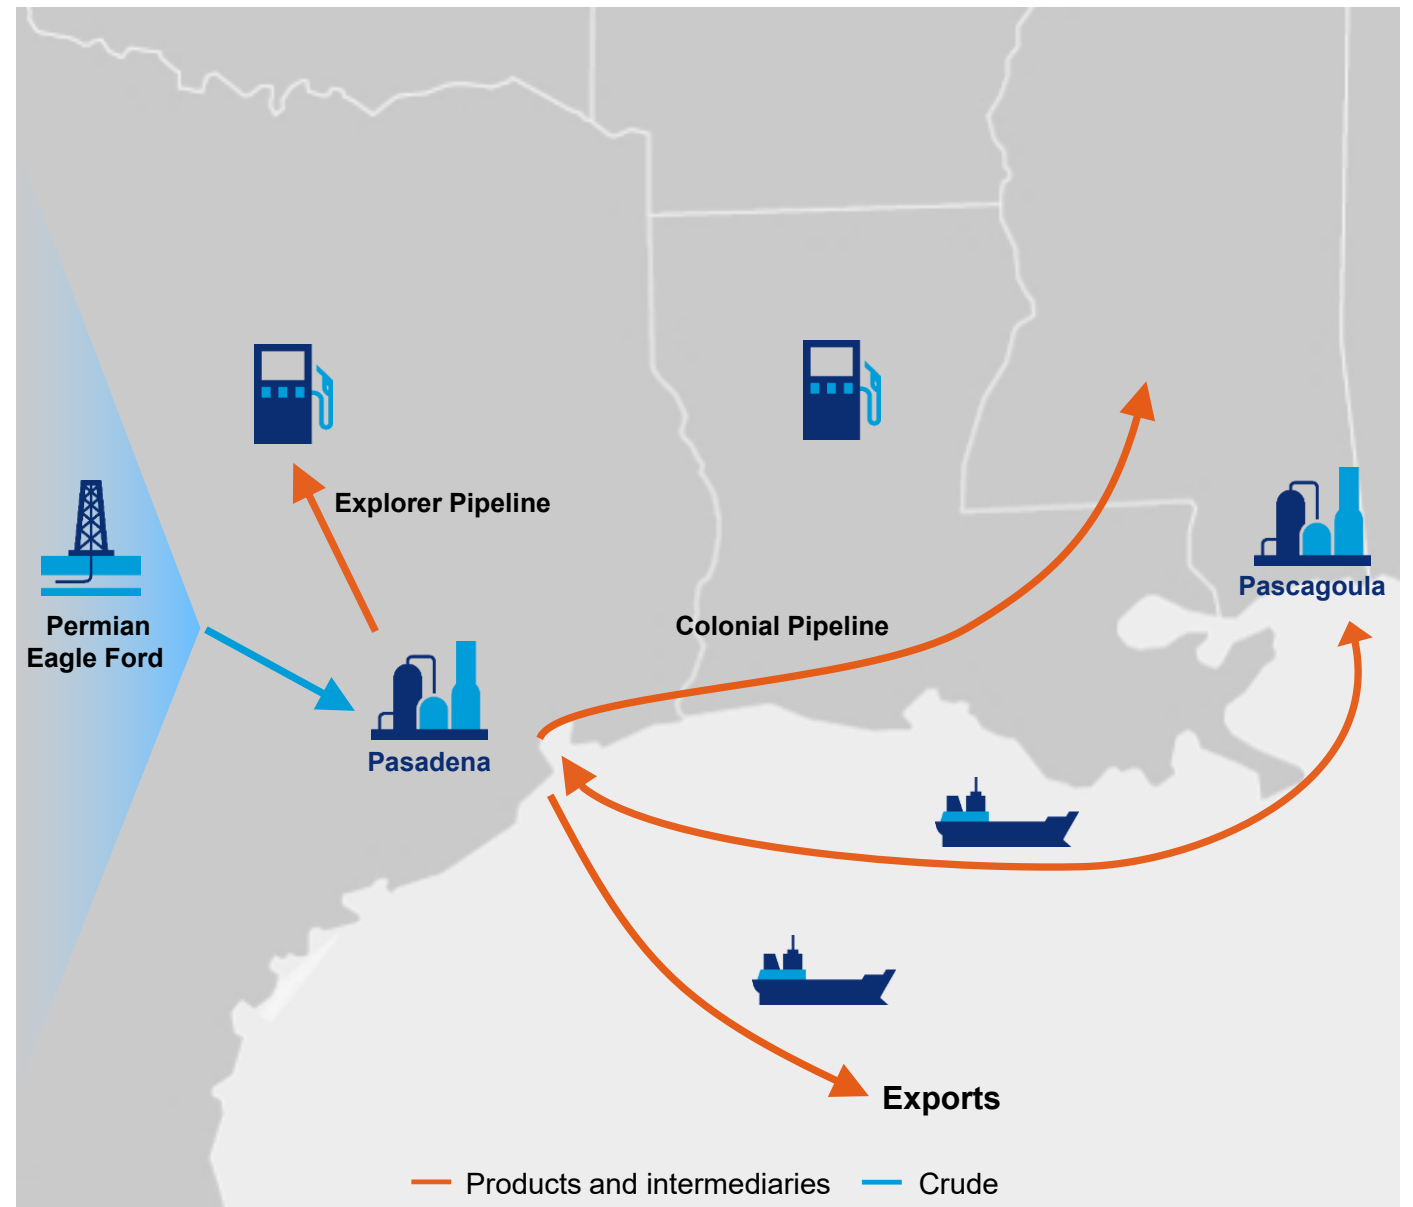 Explorer Pipeline
Pascagoula
Permian
Eagle Ford
Colonial Pipeline
Pasadena
Exports
Products and intermediaries
Crude